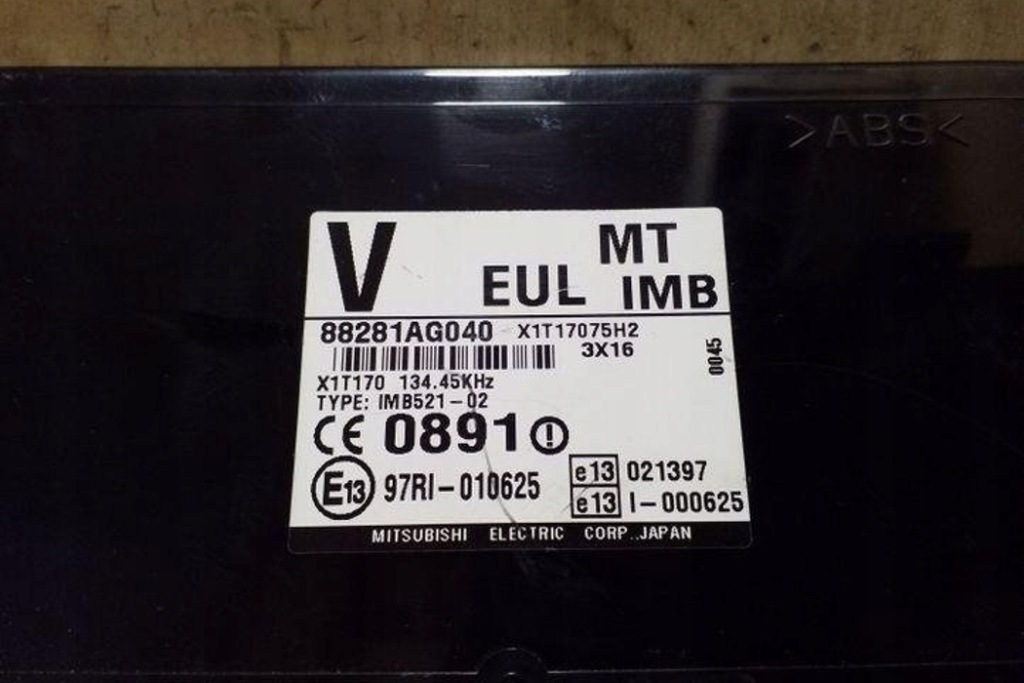 >ABS<
V
MT
EUL IMB
88281AG040 X1T17075H2
3X16
0045
X1T170 134.45KHz
TYPE: IMB521-02
CE 0891
E13 97RI-010625
e13 021397
e13 I-000625
MITSUBISHI ELECTRIC CORP. JAPAN